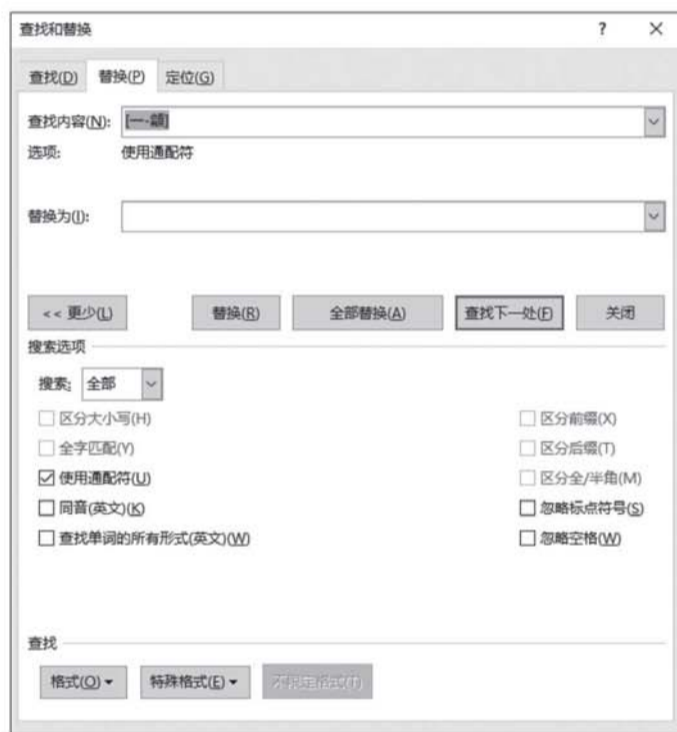 查找和替换 ? ×
查找(D) 替换(P) 定位(G)
查找内容(N):
选项: 使用通配符
替换为(I):
<< 更少(L) 替换(R) 全部替换(A) 查找下一处(F) 关闭
搜索选项
搜索: 全部
区分大小写(H) 区分前缀(X)
全字匹配(Y) 区分后缀(T)
使用通配符(U) 区分全/半角(M)
同音(英文)(K) 忽略标点符号(S)
查找单词的所有形式(英文)(W) 忽略空格(W)
查找
格式(O) 特殊格式(E) 不限定格式(T)